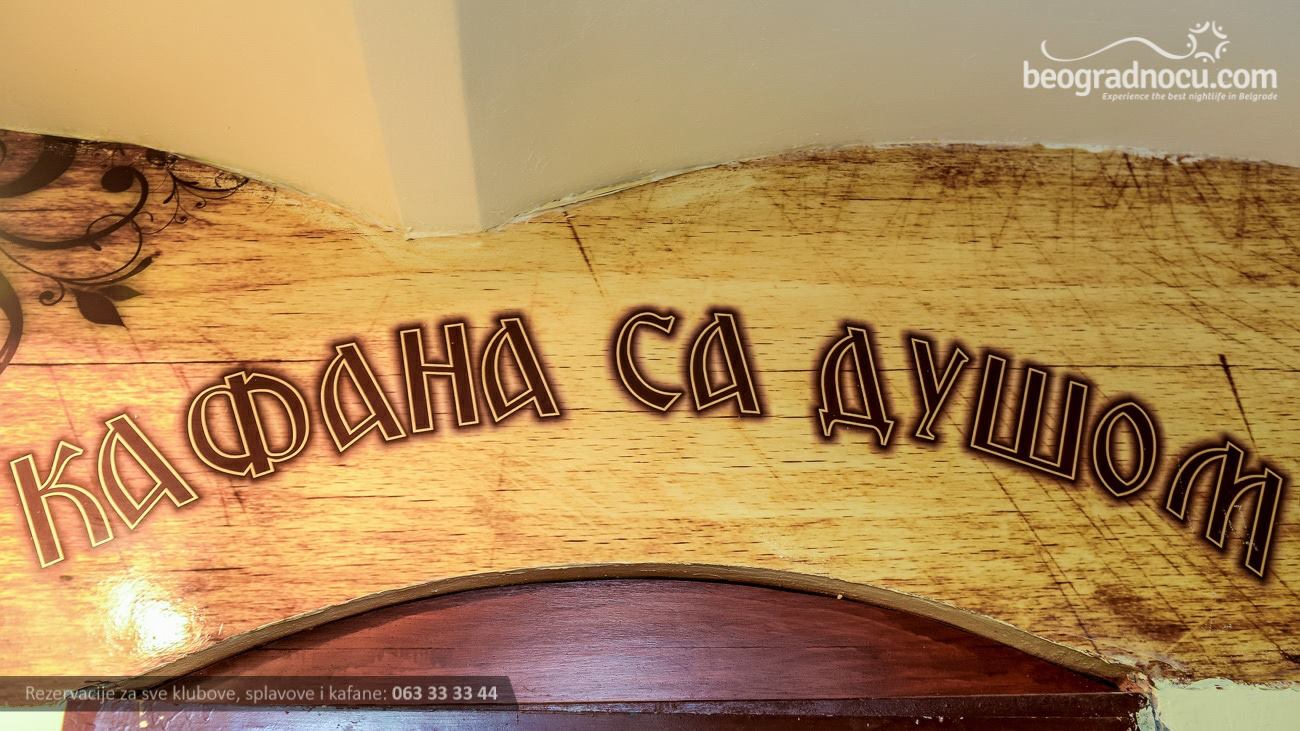 beogradnocu.com
Experience the best nightlife in Belgrade
КАФАНА СА ДУШОМ
Rezervacije za sve klubove, splavove i kafane: 063 33 33 44